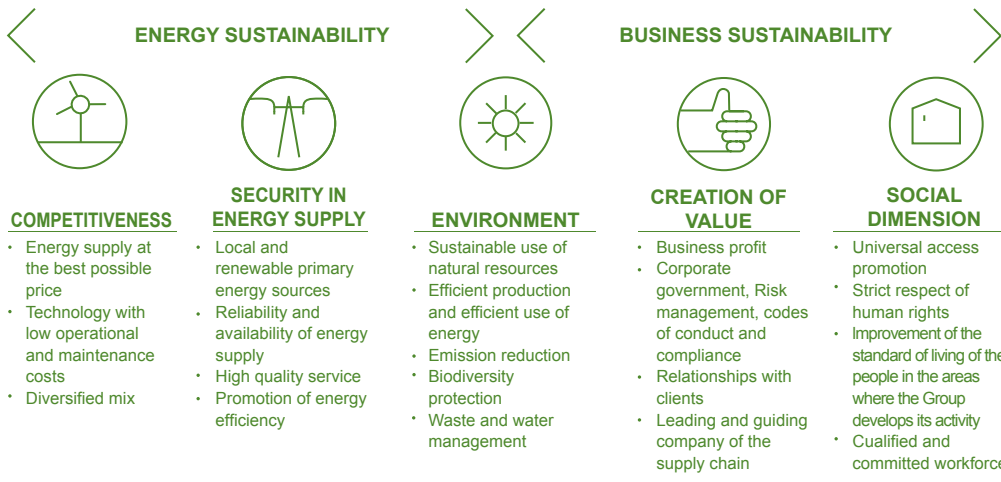 ENERGY SUSTAINABILITY
BUSINESS SUSTAINABILITY
COMPETITIVENESS
• Energy supply at
the best possible
price
• Technology with
low operational
and maintenance
costs
• Diversified mix
SECURITY IN
ENERGY SUPPLY
• Local and
renewable primary
energy sources
• Reliability and
availability of energy
supply
• High quality service
• Promotion of energy
efficiency
ENVIRONMENT
• Sustainable use of
natural resources
• Efficient production
and efficient use of
energy
• Emission reduction
• Biodiversity
protection
• Waste and water
management
CREATION OF
VALUE
• Business profit
• Corporate
government, Risk
management, codes
of conduct and
compliance
• Relationships with
clients
• Leading and guiding
company of the
supply chain
SOCIAL
DIMENSION
• Universal access
promotion
• Strict respect of
human rights
• Improvement of the
standard of living of the
people in the areas
where the Group
develops its activity
• Cualified and
committed workforce